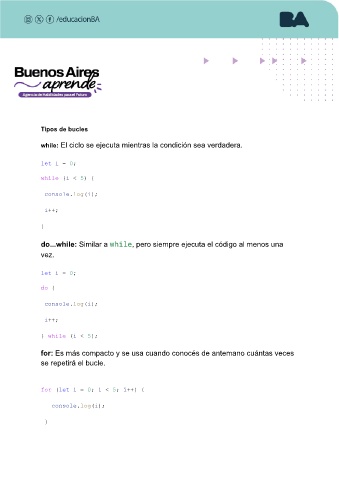 /educacionBA
BA
Buenos Aires
aprende
Agencia de Habilidades para el Futuro
Tipos de bucles
while: El ciclo se ejecuta mientras la condición sea verdadera.
let i = 0;
while (i < 5) {
console.log(i);
i++;
}
do...while: Similar a while, pero siempre ejecuta el código al menos una
vez.
let i = 0;
do {
console.log(i);
i++;
} while (i < 5);
for: Es más compacto y se usa cuando conocés de antemano cuántas veces
se repetirá el bucle.
for (let i = 0; i < 5; i++) {
console.log(i);
}